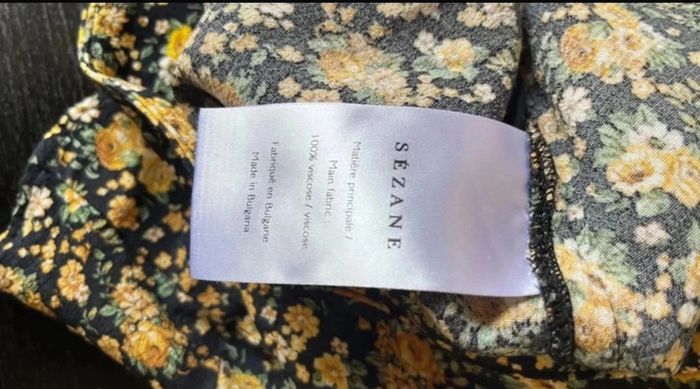 SÉZANE
Matière principale /
Main fabric :
100% viscose / viscose
Fabriqué en Bulgarie
Made in Bulgaria